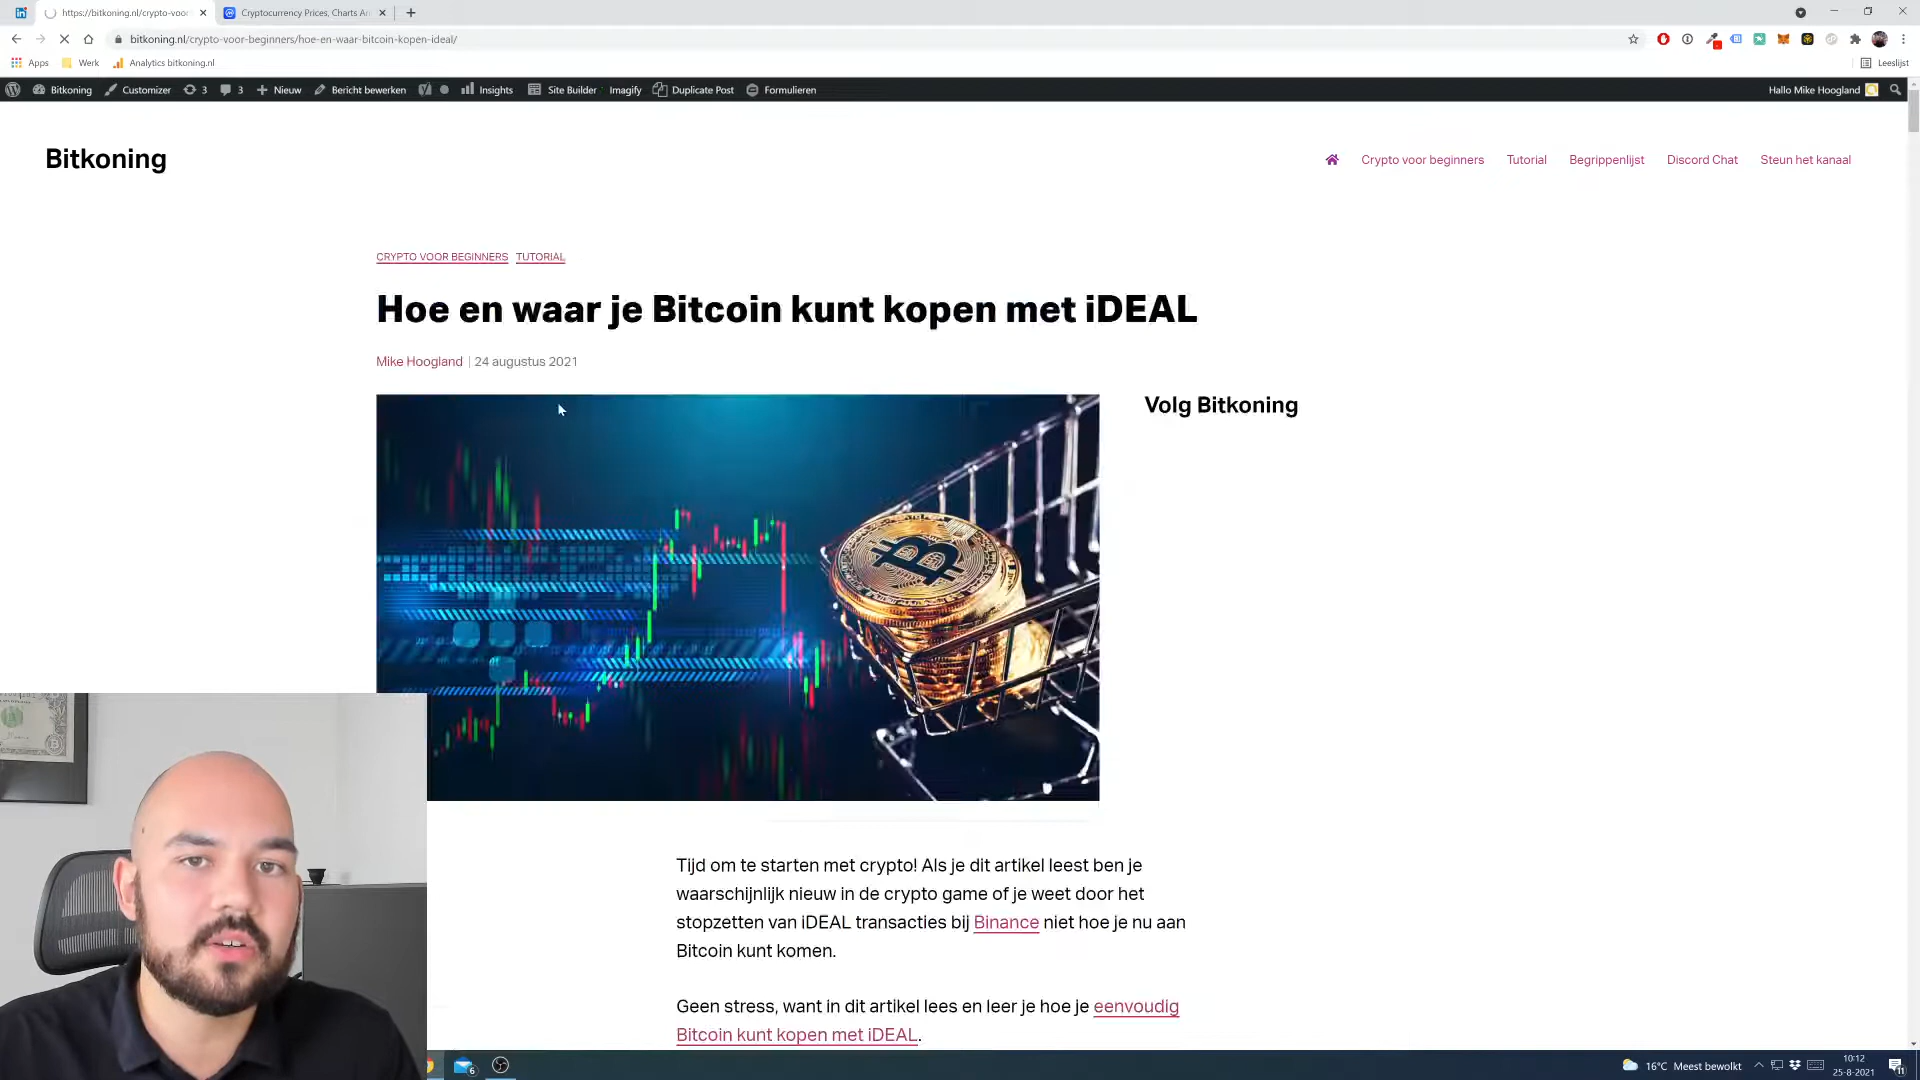 https://bitkoning.nl/crypto-voor
Cryptocurrency Prices, Charts An
bitkoning.nl/crypto-voor-beginners/hoe-en-waar-bitcoin-kopen-ideal/
Apps Werk Analytics bitkoning.nl Leeslijst
Bitkoning Customizer 3 3 Nieuw Bericht bewerken Insights Site Builder Imagify Duplicate Post Formulieren Hallo Mike Hoogland
Bitkoning
Crypto voor beginners Tutorial Begrippenlijst Discord Chat Steun het kanaal
CRYPTO VOOR BEGINNERS TUTORIAL
Hoe en waar je Bitcoin kunt kopen met iDEAL
Mike Hoogland | 24 augustus 2021
Volg Bitkoning
Tijd om te starten met crypto! Als je dit artikel leest ben je
waarschijnlijk nieuw in de crypto game of je weet door het
stopzetten van iDEAL transacties bij Binance niet hoe je nu aan
Bitcoin kunt komen.
Geen stress, want in dit artikel lees en leer je hoe je eenvoudig
Bitcoin kunt kopen met iDEAL.
6
16°C Meest bewolkt
10:12
25-8-2021
11